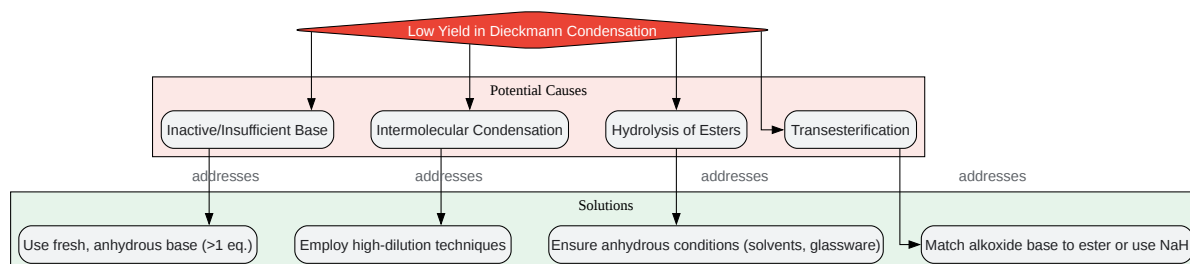 Low Yield in Dieckmann Condensation
Potential Causes
Inactive/Insufficient Base
Intermolecular Condensation
Hydrolysis of Esters
Transesterification
addresses
addresses
addresses
addresses
Solutions
Use fresh, anhydrous base (>1 eq.)
Employ high-dilution techniques
Ensure anhydrous conditions (solvents, glassware)
Match alkoxide base to ester or use NaH